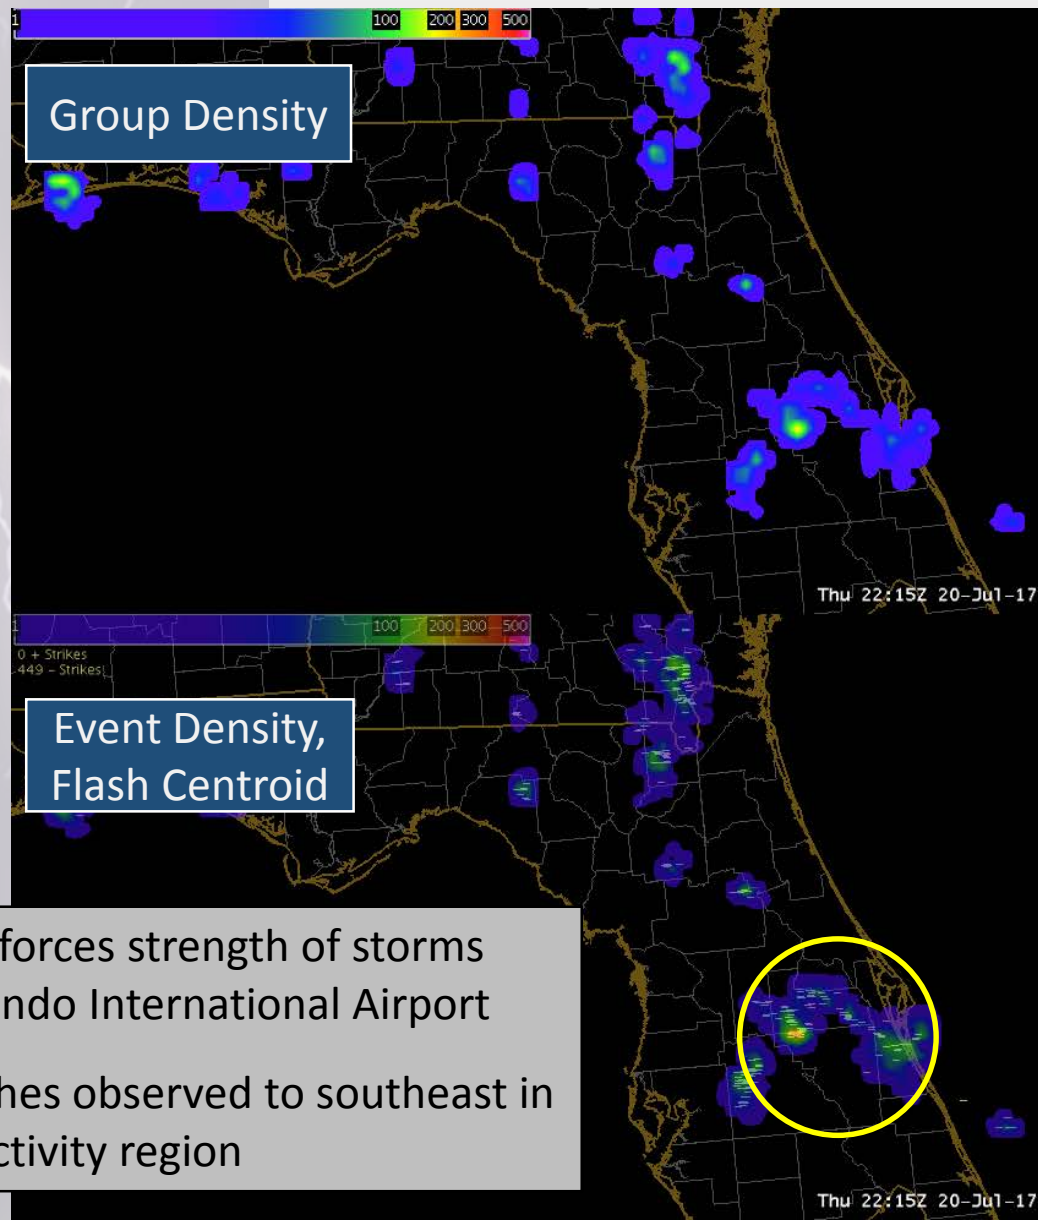 1 100 200 300 500
Group Density
Thu 22:15Z 20-Jul-17
1 100 200 300 500
0 + Strikes
449 - Strikes
Event Density,
Flash Centroid
forces strength of storms
ndo International Airport
hes observed to southeast in
ctivity region
Thu 22:15Z 20-Jul-17